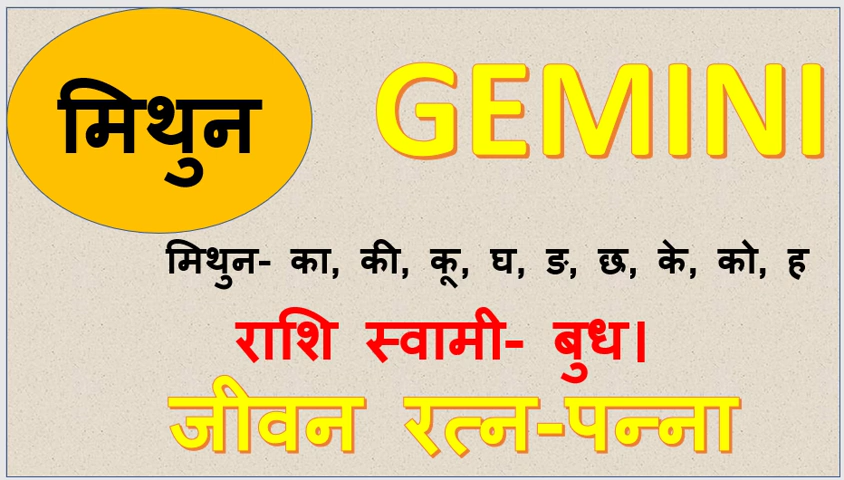 मिथुन
GEMINI
मिथुन- का, की, कू, घ, ङ, छ, के, को, ह
राशि स्वामी- बुध।
जीवन रत्न-पन्ना